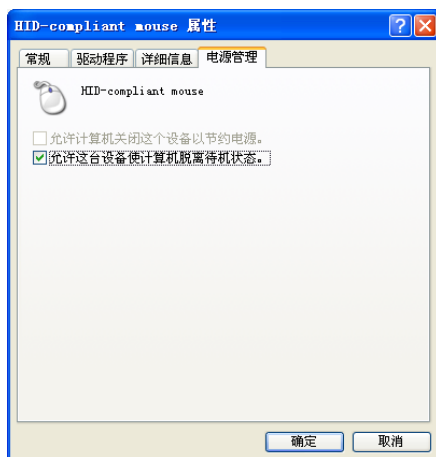 HID-compliant mouse 属性
常规 驱动程序 详细信息 电源管理
HID-compliant mouse
允许计算机关闭这个设备以节约电源。
允许这台设备使计算机脱离待机状态。
确定 取消